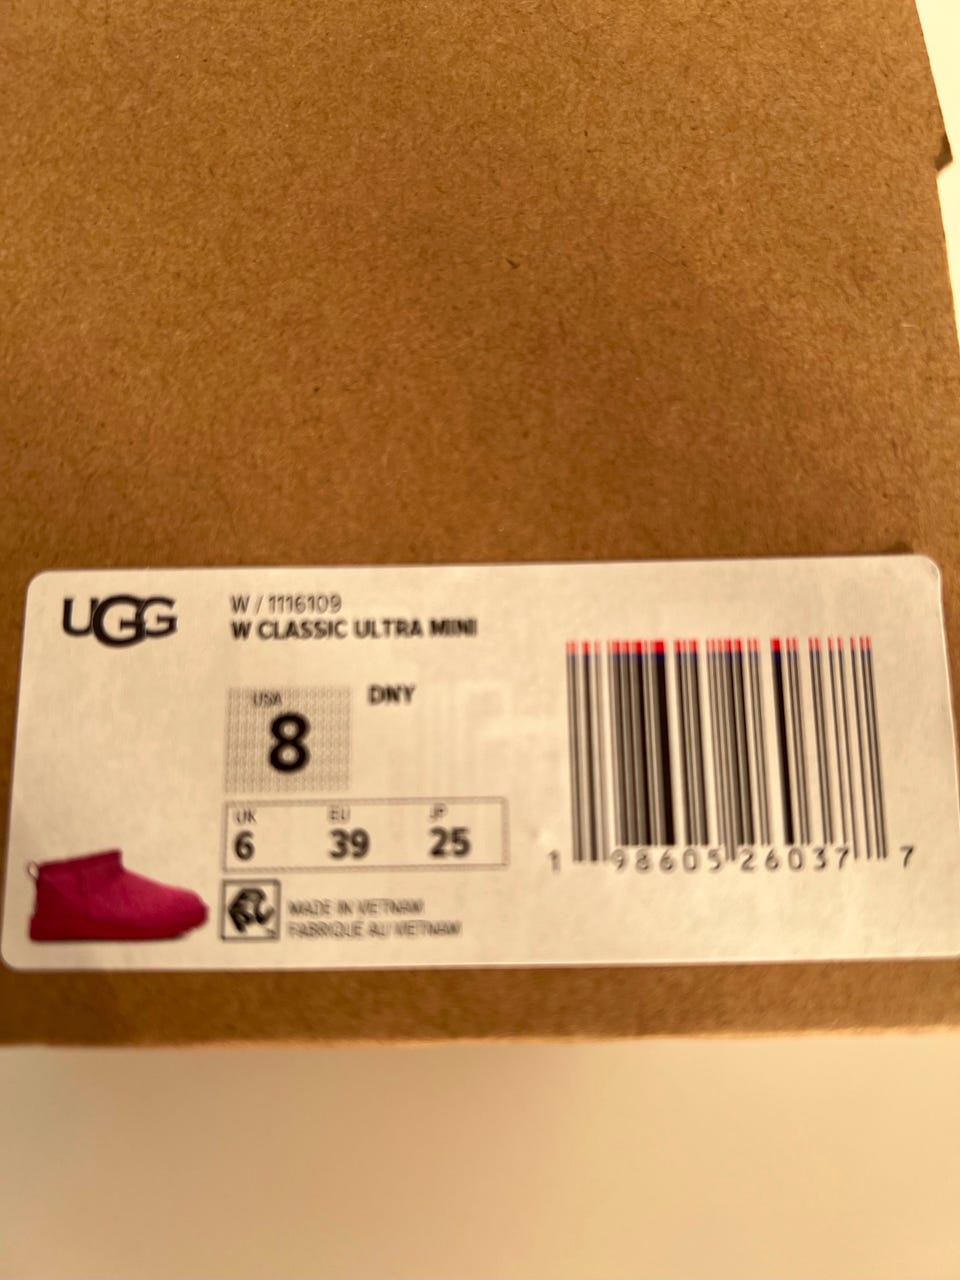 UGG
W / 1116109
W CLASSIC ULTRA MINI
USA
8
DNY
UK EU JP
6 39 25
MADE IN VIETNAM
FABRIQUE AU VIETNAM
1 98605 26037 7